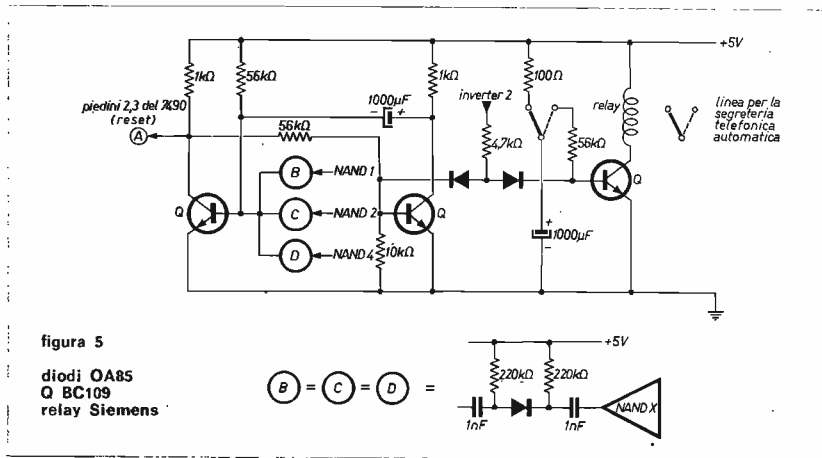 +5V
1kΩ
56kΩ
1kΩ
100Ω
1000µF
- +
inverter 2
relay
linea per la
segreteria
telefonica
automatica
piedini 2,3 del 7490
(reset)
A
56kΩ
4,7kΩ
56kΩ
B
NAND 1
Q
C
NAND 2
Q
Q
D
NAND 4
10kΩ
+
1000µF
-
figura 5
diodi OA85
Q BC109
relay Siemens
B = C = D =
+5V
220kΩ
220kΩ
NAND X
1nF
1nF